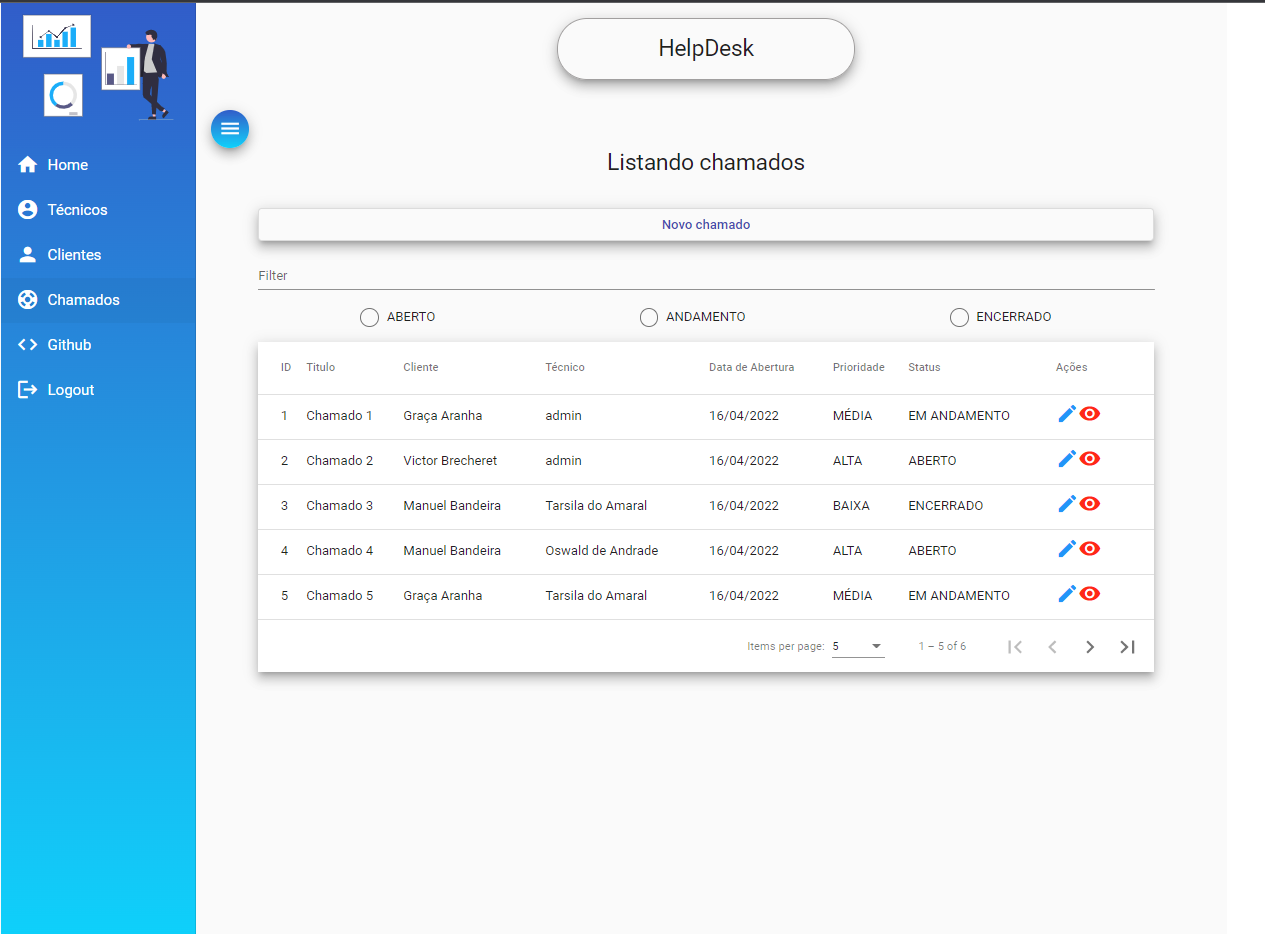 HelpDesk
Home
Técnicos
Clientes
Chamados
Github
Logout
Listando chamados
Novo chamado
Filter
ABERTO ANDAMENTO ENCERRADO
ID Titulo Cliente Técnico Data de Abertura Prioridade Status Ações
1 Chamado 1 Graça Aranha admin 16/04/2022 MÉDIA EM ANDAMENTO
2 Chamado 2 Victor Brecheret admin 16/04/2022 ALTA ABERTO
3 Chamado 3 Manuel Bandeira Tarsila do Amaral 16/04/2022 BAIXA ENCERRADO
4 Chamado 4 Manuel Bandeira Oswald de Andrade 16/04/2022 ALTA ABERTO
5 Chamado 5 Graça Aranha Tarsila do Amaral 16/04/2022 MÉDIA EM ANDAMENTO
Items per page: 5 1 – 5 of 6